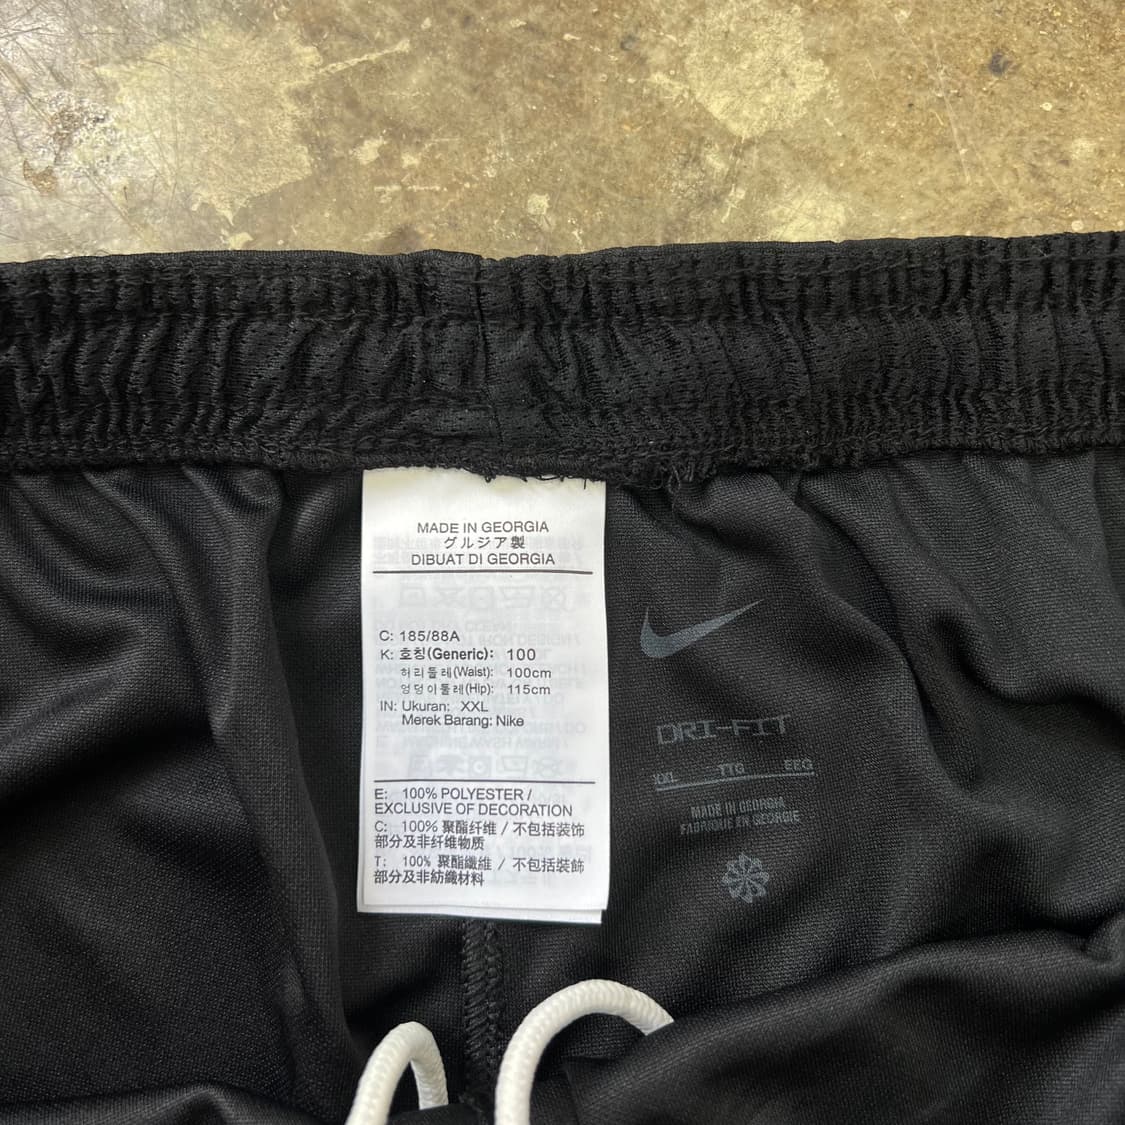 MADE IN GEORGIA
グルジア製
DIBUAT DI GEORGIA
C: 185/88A
K: 호칭(Generic): 100
허리둘레(Waist): 100cm
엉덩이둘레(Hip): 115cm
IN: Ukuran: XXL
Merek Barang: Nike
E: 100% POLYESTER /
EXCLUSIVE OF DECORATION
C: 100% 聚酯纤维 / 不包括装饰
部分及非纤维物质
T: 100% 聚酯纖維 / 不包括裝飾
部分及非紡織材料
DRI-FIT
XXL TTG EEG
MADE IN GEORGIA
FABRIQUÉ EN GÉORGIE